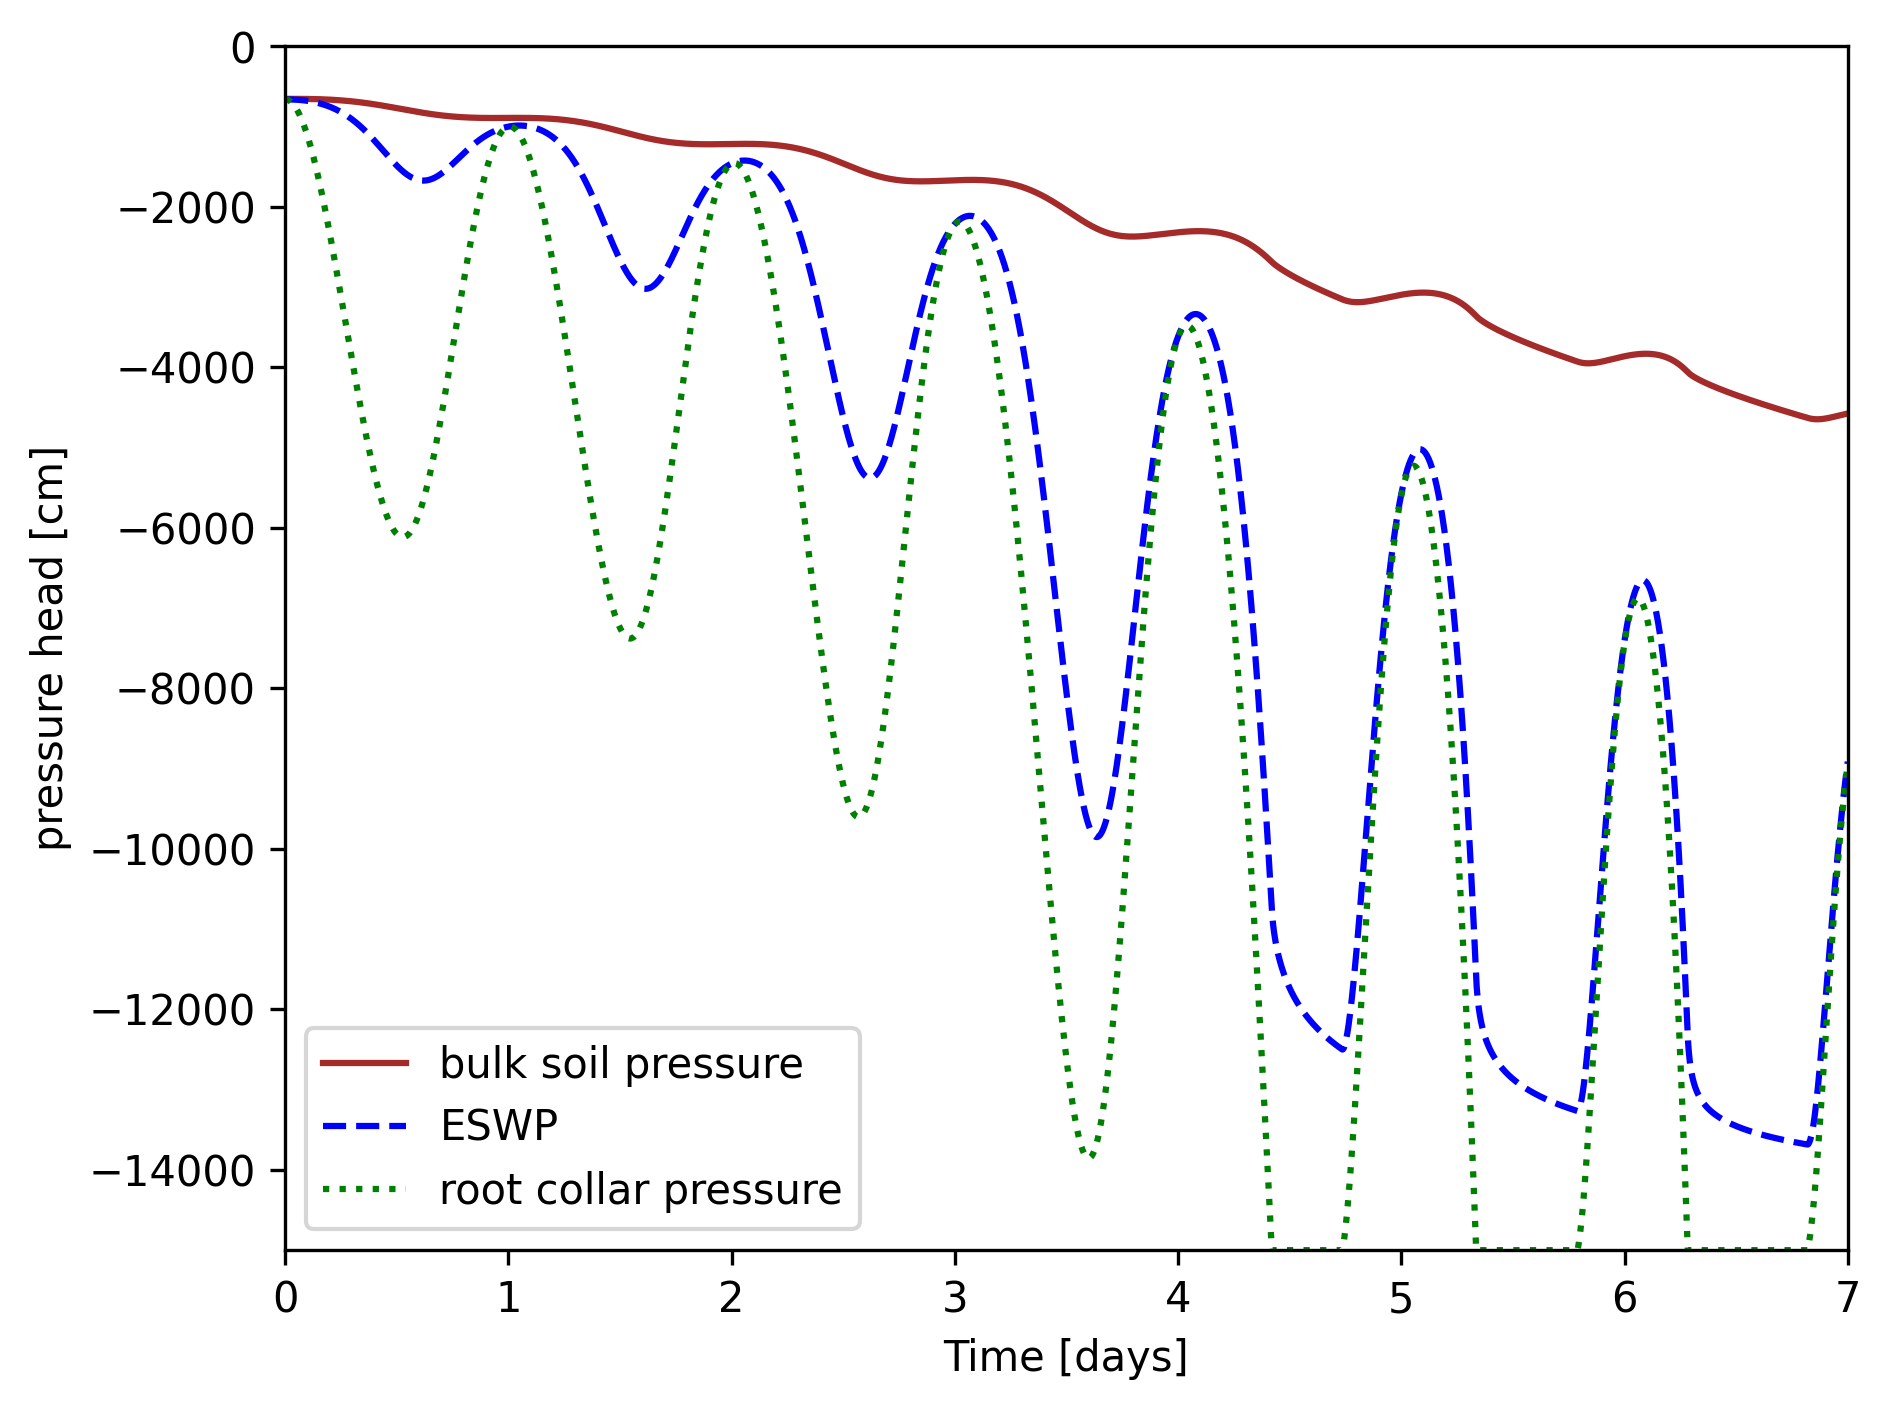 0
−2000
−4000
−6000
−8000
−10000
−12000
−14000
pressure head [cm]
bulk soil pressure
ESWP
root collar pressure
0 1 2 3 4 5 6 7
Time [days]